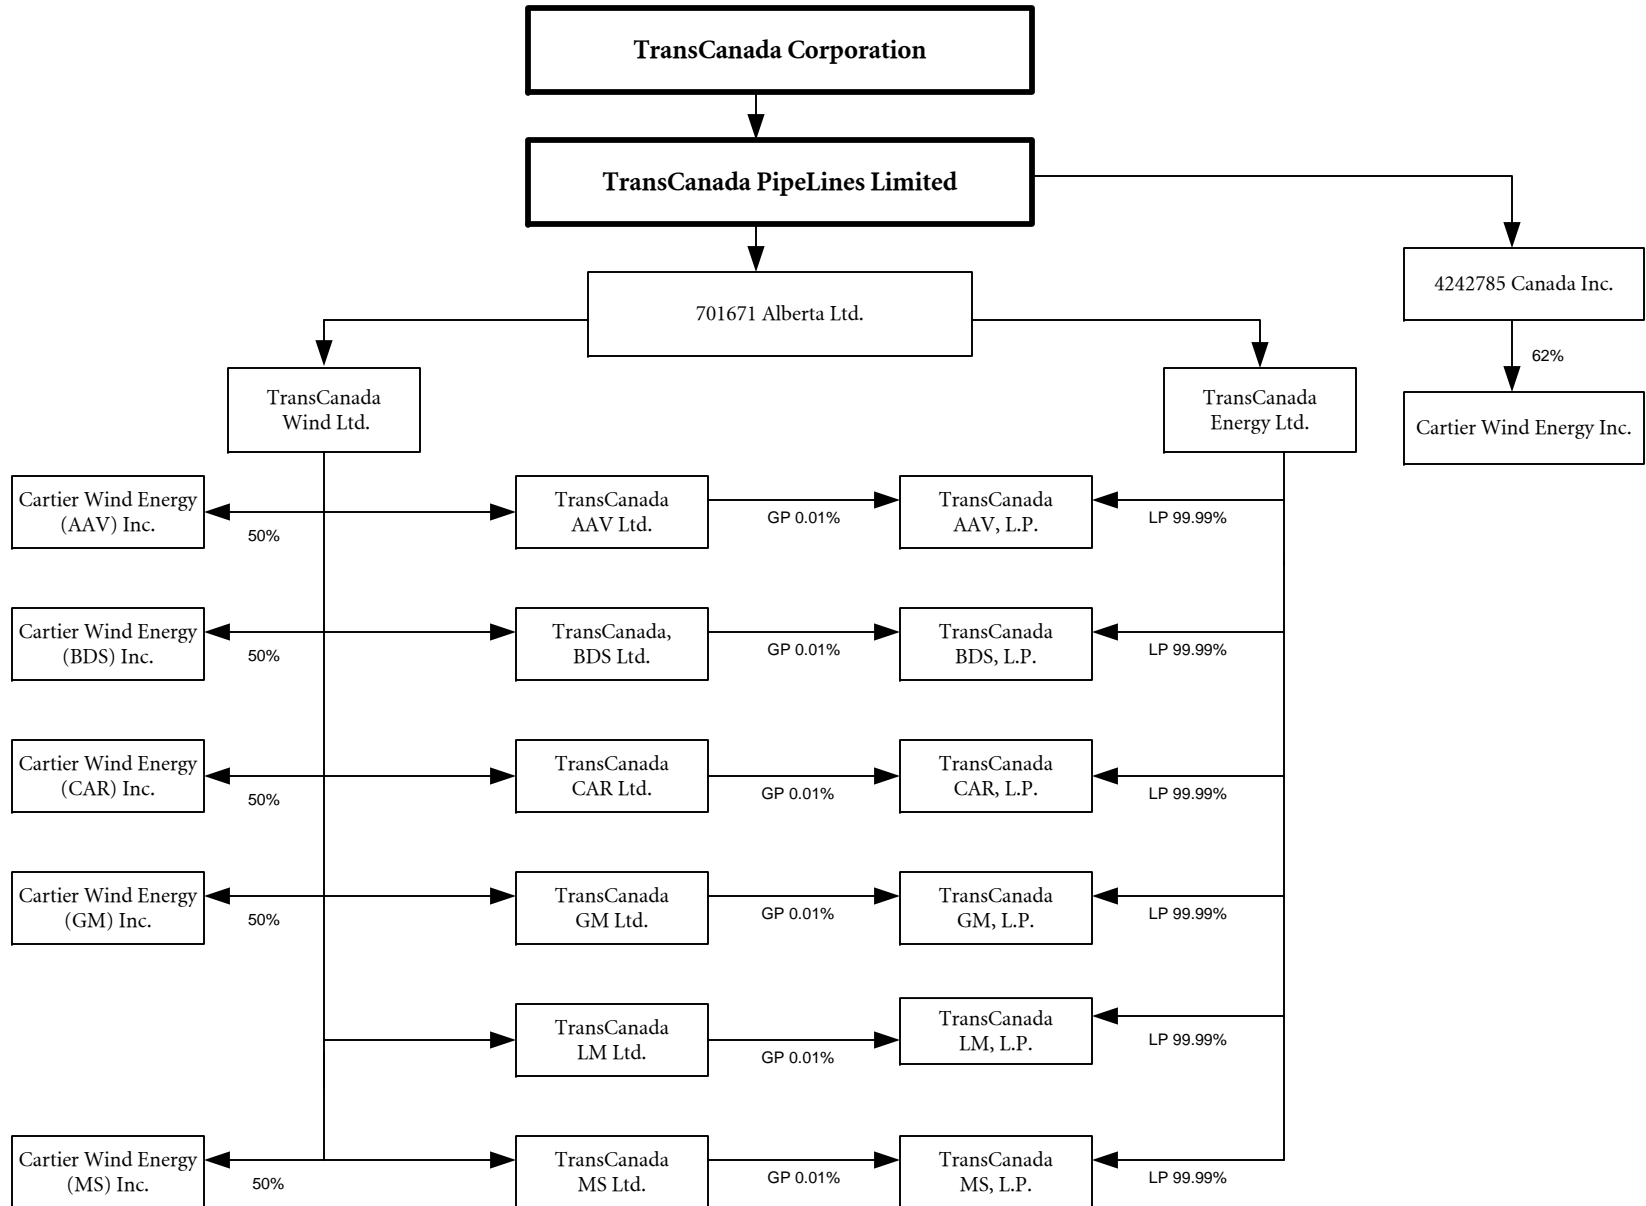 TransCanada Corporation
TransCanada PipeLines Limited
4242785 Canada Inc.
701671 Alberta Ltd.
62%
TransCanada
Wind Ltd.
TransCanada
Energy Ltd.
Cartier Wind Energy Inc.
Cartier Wind Energy
(AAV) Inc.
50%
TransCanada
AAV Ltd.
GP 0.01%
TransCanada
AAV, L.P.
LP 99.99%
Cartier Wind Energy
(BDS) Inc.
50%
TransCanada,
BDS Ltd.
GP 0.01%
TransCanada
BDS, L.P.
LP 99.99%
Cartier Wind Energy
(CAR) Inc.
50%
TransCanada
CAR Ltd.
GP 0.01%
TransCanada
CAR, L.P.
LP 99.99%
Cartier Wind Energy
(GM) Inc.
50%
TransCanada
GM Ltd.
GP 0.01%
TransCanada
GM, L.P.
LP 99.99%
TransCanada
LM Ltd.
GP 0.01%
TransCanada
LM, L.P.
LP 99.99%
Cartier Wind Energy
(MS) Inc.
50%
TransCanada
MS Ltd.
GP 0.01%
TransCanada
MS, L.P.
LP 99.99%